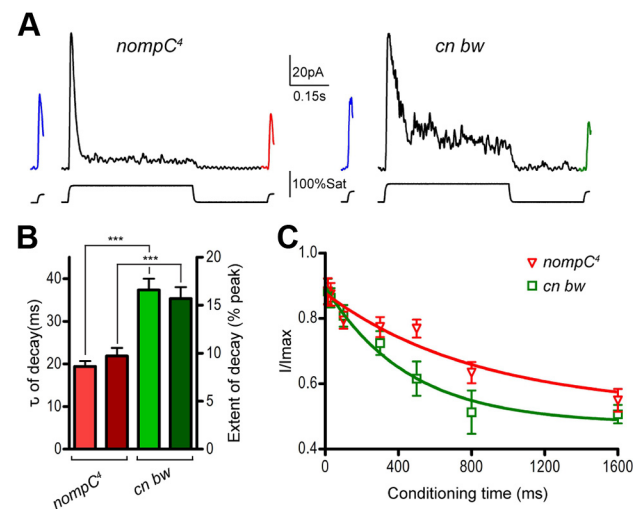 A
nompC⁴
cn bw
20pA
0.15s
100%Sat
B
***
***
τ of decay(ms)
40
30
20
10
0
20
15
10
5
0
Extent of decay (% peak)
nompC⁴
cn bw
C
I/Imax
1.0
0.8
0.6
0.4
nompC⁴
cn bw
0
400
800
1200
1600
Conditioning time (ms)